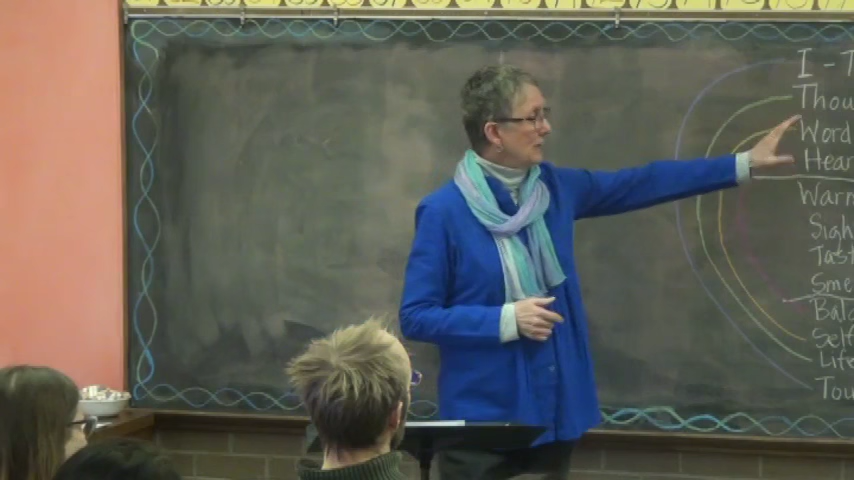 I - T
Thou
Word
Hear
Warm
Sigh
Tast
Sme
Bala
Self
Life
Tou